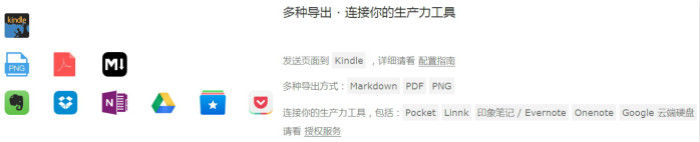 多种导出 · 连接你的生产力工具
kindle
发送页面到 Kindle ，详细请看 配置指南
PNG
M↓
多种导出方式：Markdown PDF PNG
N
连接你的生产力工具，包括：Pocket Linnk 印象笔记 / Evernote Onenote Google 云端硬盘
请看 授权服务